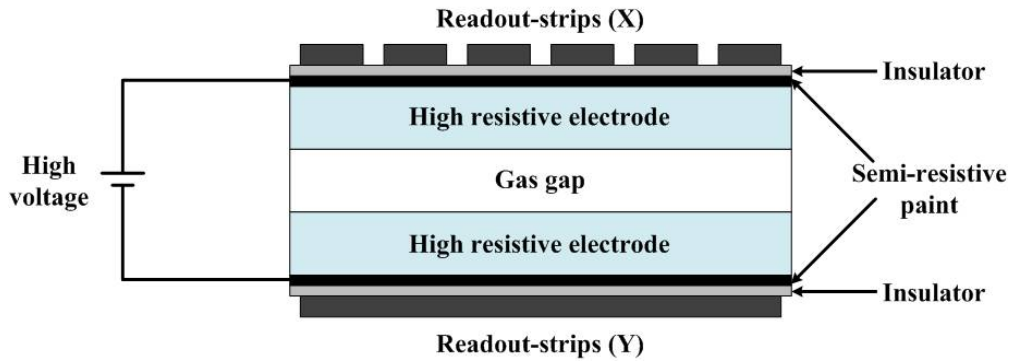 Readout-strips (X)
Insulator
High resistive electrode
High
voltage
Gas gap
Semi-resistive
paint
High resistive electrode
Insulator
Readout-strips (Y)